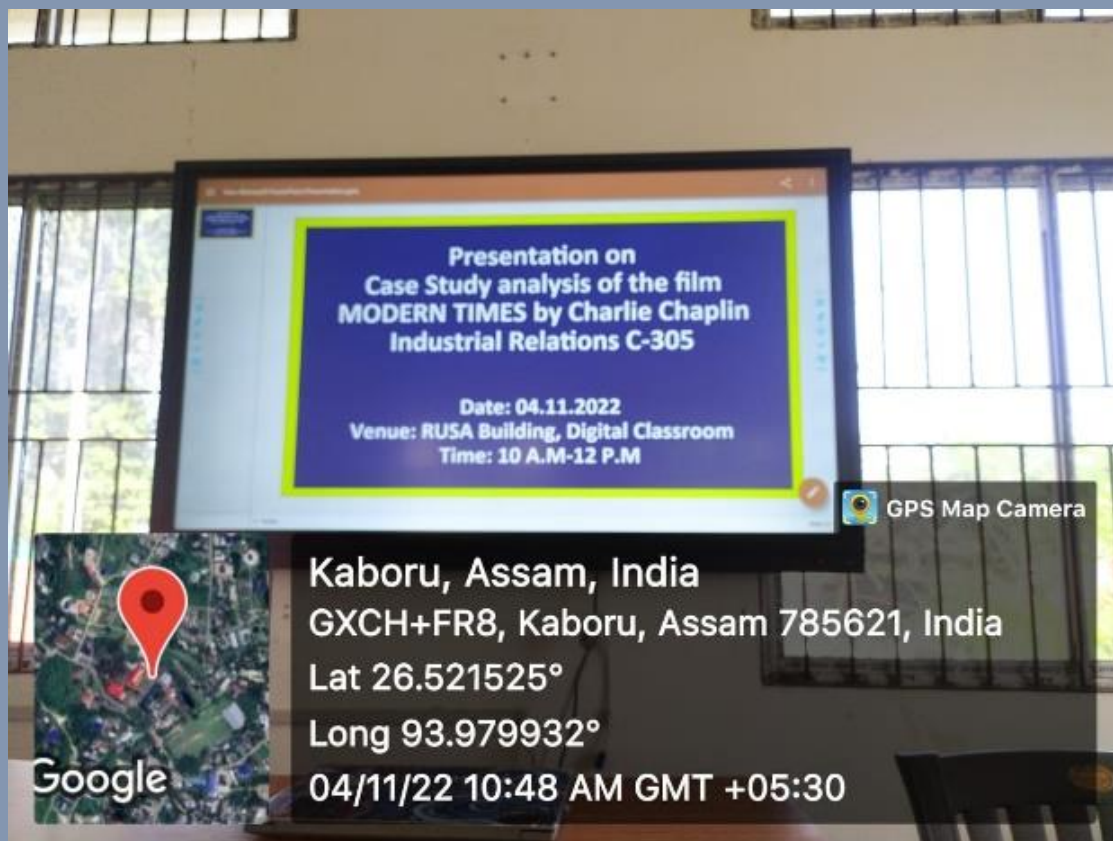 Presentation on
Case Study analysis of the film
MODERN TIMES by Charlie Chaplin
Industrial Relations C-305
Date: 04.11.2022
Venue: RUSA Building, Digital Classroom
Time: 10 A.M-12 P.M
GPS Map Camera
Kaboru, Assam, India
GXCH+FR8, Kaboru, Assam 785621, India
Lat 26.521525°
Long 93.979932°
04/11/22 10:48 AM GMT +05:30
Google